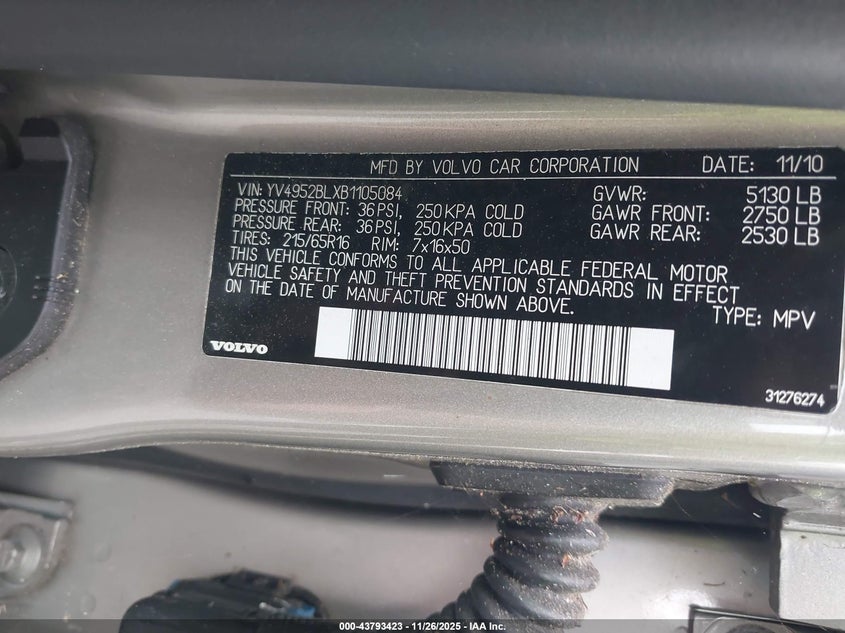 MFD BY VOLVO CAR CORPORATION DATE: 11/10
VIN: YV4952BLXB1105084 GVWR: 5130 LB
PRESSURE FRONT: 36 PSI, 250 KPA COLD GAWR FRONT: 2750 LB
PRESSURE REAR: 36 PSI, 250 KPA COLD GAWR REAR: 2530 LB
TIRES: 215/65R16 RIM: 7x16x50
THIS VEHICLE CONFORMS TO ALL APPLICABLE FEDERAL MOTOR
VEHICLE SAFETY AND THEFT PREVENTION STANDARDS IN EFFECT
ON THE DATE OF MANUFACTURE SHOWN ABOVE. TYPE: MPV
VOLVO
31276274
000-43793423 - 11/26/2025 - IAA Inc.